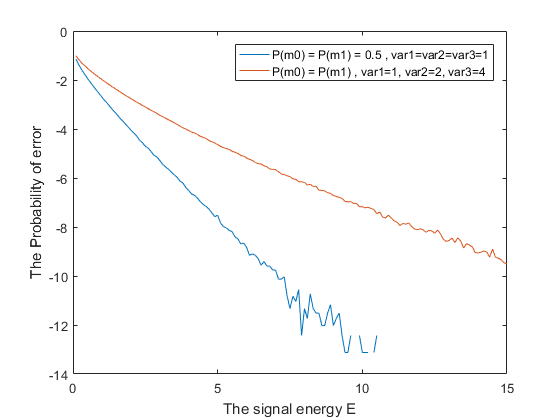 0
P(m0) = P(m1) = 0.5 , var1=var2=var3=1
P(m0) = P(m1) , var1=1, var2=2, var3=4
-2
-4
-6
-8
-10
-12
-14
The Probability of error
0 5 10 15
The signal energy E